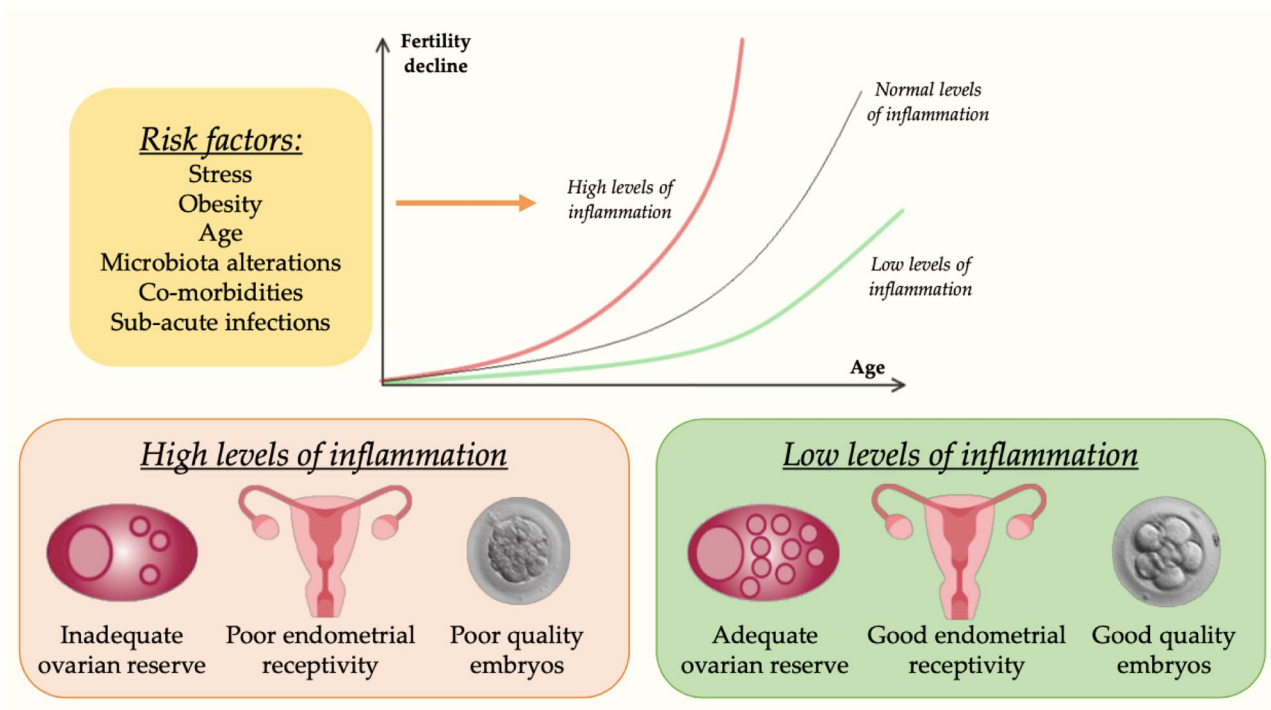 Fertility
decline
Risk factors:
Stress
Obesity
Age
Microbiota alterations
Co-morbidities
Sub-acute infections
High levels of
inflammation
Normal levels
of inflammation
Low levels of
inflammation
Age
High levels of inflammation
Inadequate
ovarian reserve
Poor endometrial
receptivity
Poor quality
embryos
Low levels of inflammation
Adequate
ovarian reserve
Good endometrial
receptivity
Good quality
embryos